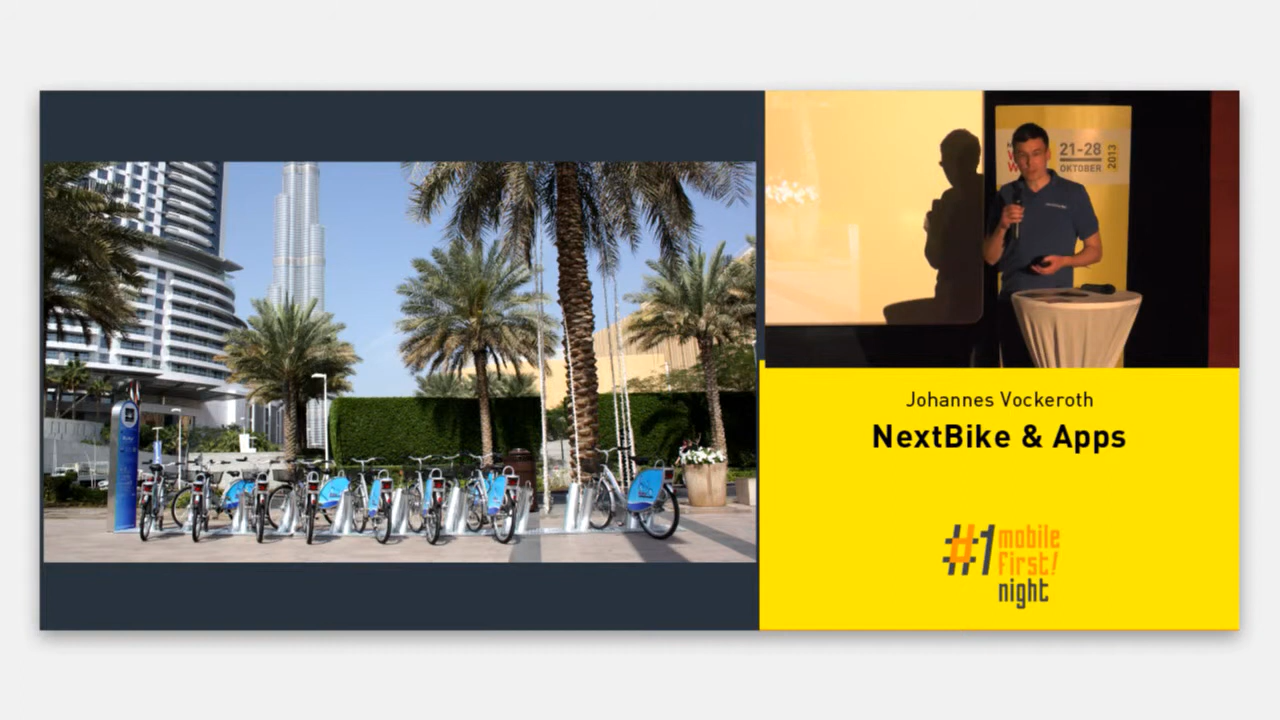 21-28
OKTOBER
2013
Johannes Vockeroth
NextBike & Apps
#1 mobile
first!
night